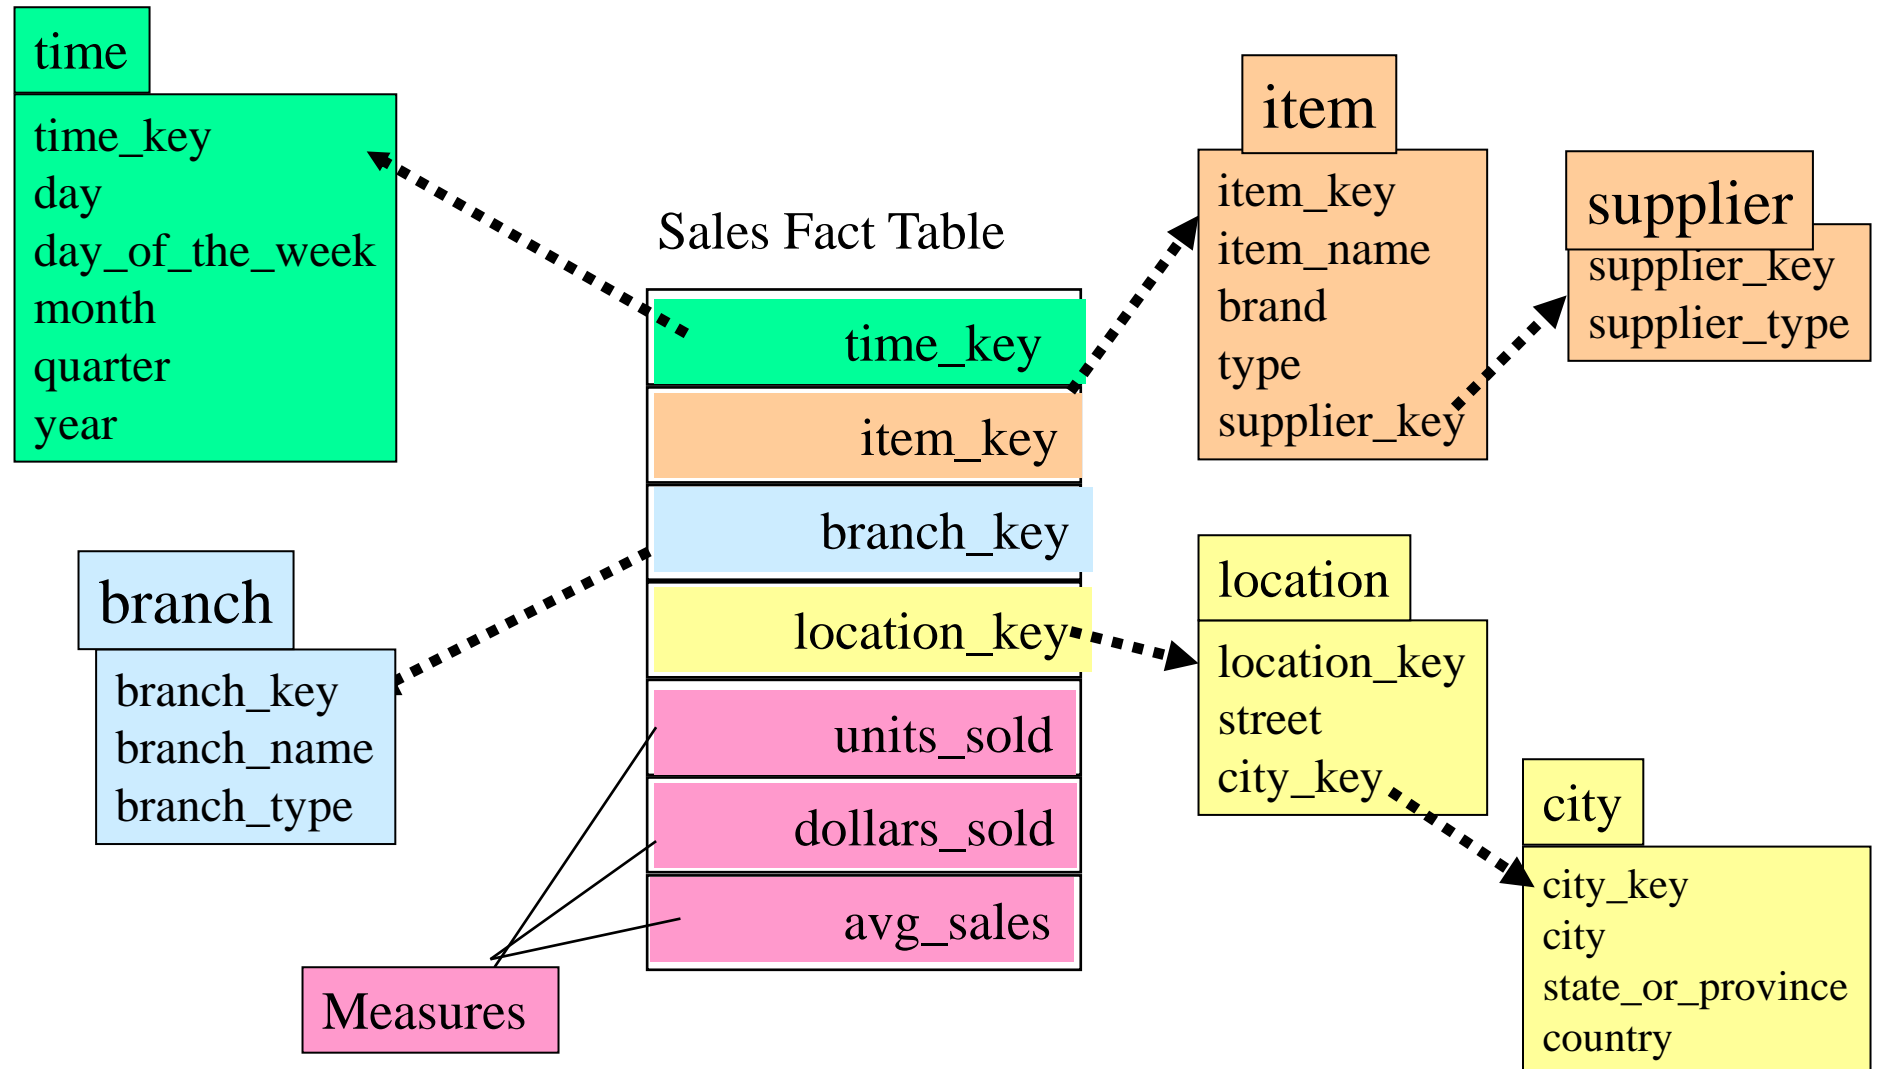 time
time_key
day
day_of_the_week
month
quarter
year
Sales Fact Table
time_key
item_key
branch_key
location_key
units_sold
dollars_sold
avg_sales
branch
branch_key
branch_name
branch_type
Measures
item
item_key
item_name
brand
type
supplier_key
supplier
supplier_key
supplier_type
location
location_key
street
city_key
city
city_key
city
state_or_province
country